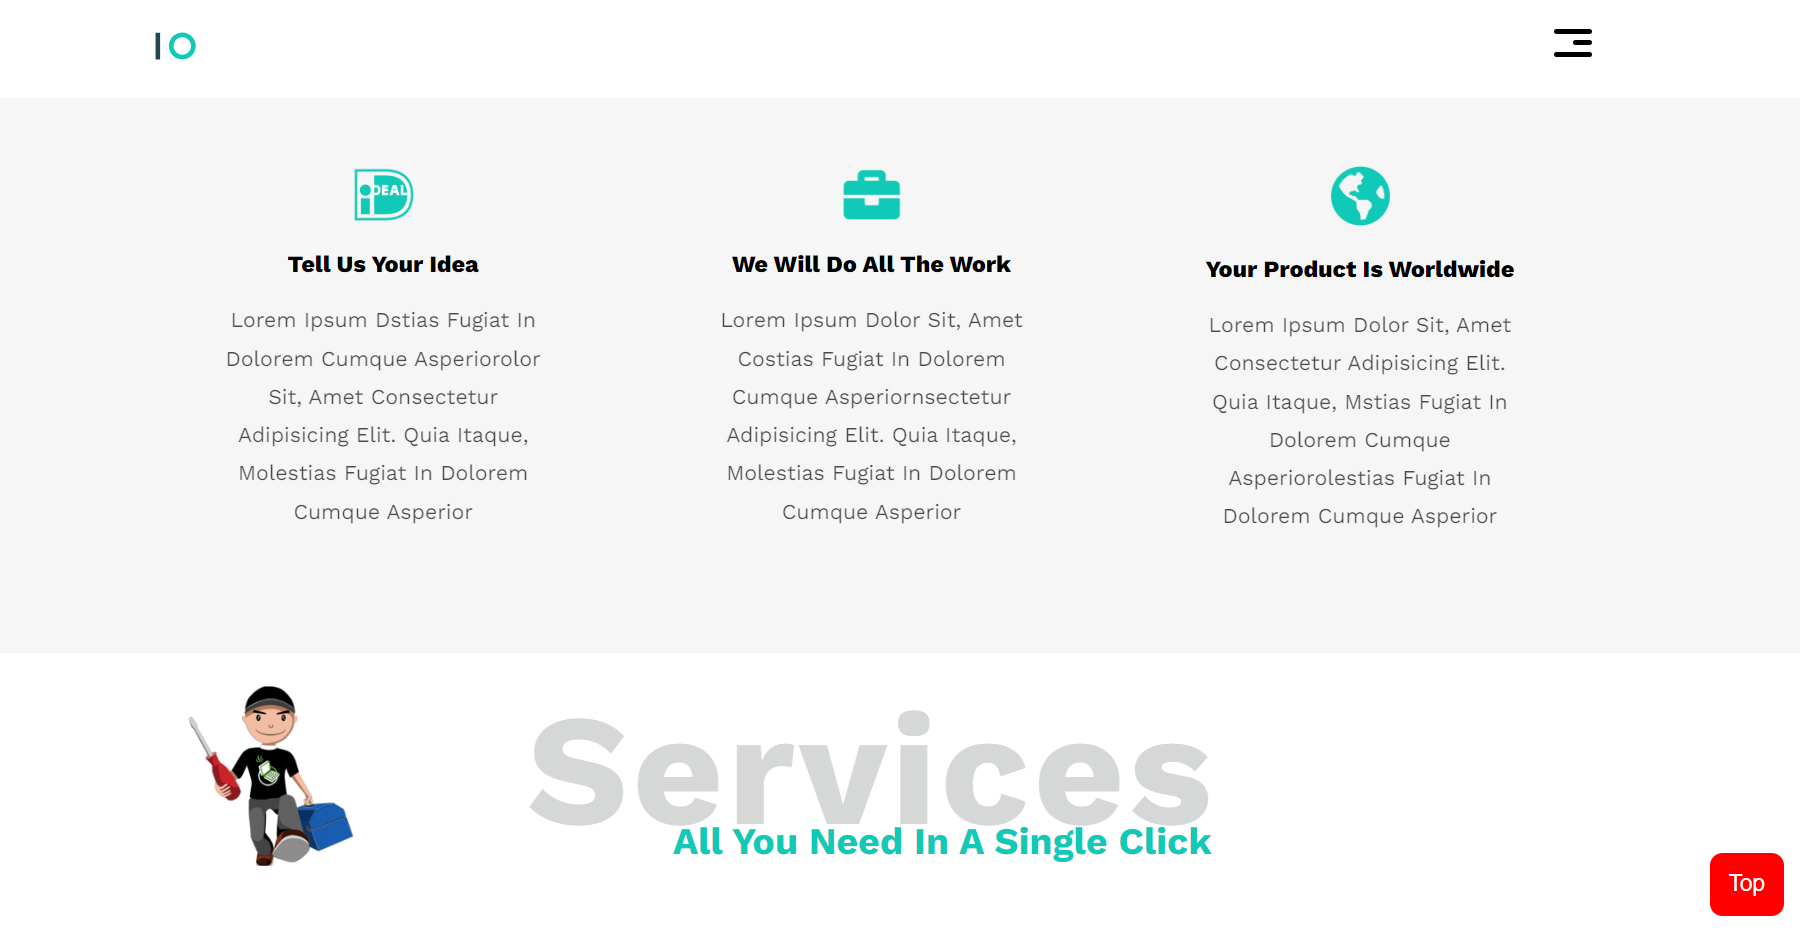 IO
iDEAL
Tell Us Your Idea
Lorem Ipsum Dstias Fugiat In
Dolorem Cumque Asperiorolor
Sit, Amet Consectetur
Adipisicing Elit. Quia Itaque,
Molestias Fugiat In Dolorem
Cumque Asperior
We Will Do All The Work
Lorem Ipsum Dolor Sit, Amet
Costias Fugiat In Dolorem
Cumque Asperiornsectetur
Adipisicing Elit. Quia Itaque,
Molestias Fugiat In Dolorem
Cumque Asperior
Your Product Is Worldwide
Lorem Ipsum Dolor Sit, Amet
Consectetur Adipisicing Elit.
Quia Itaque, Mstias Fugiat In
Dolorem Cumque
Asperiorolestias Fugiat In
Dolorem Cumque Asperior
Services
All You Need In A Single Click
Top